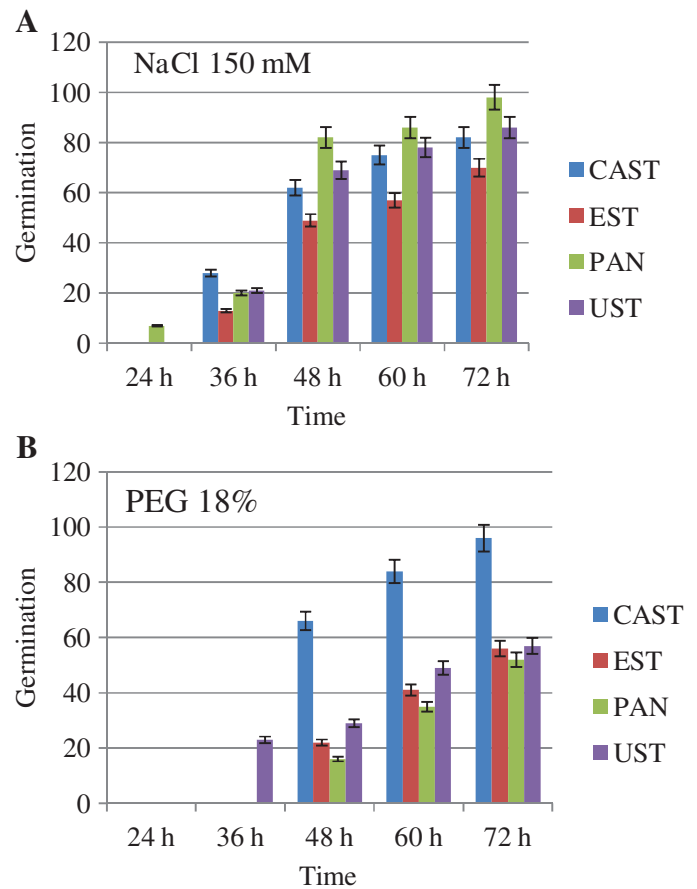 A
NaCl 150 mM
120
100
80
60
40
20
0
Germination
24 h 36 h 48 h 60 h 72 h
Time
CAST
EST
PAN
UST
B
PEG 18%
120
100
80
60
40
20
0
Germination
24 h 36 h 48 h 60 h 72 h
Time
CAST
EST
PAN
UST